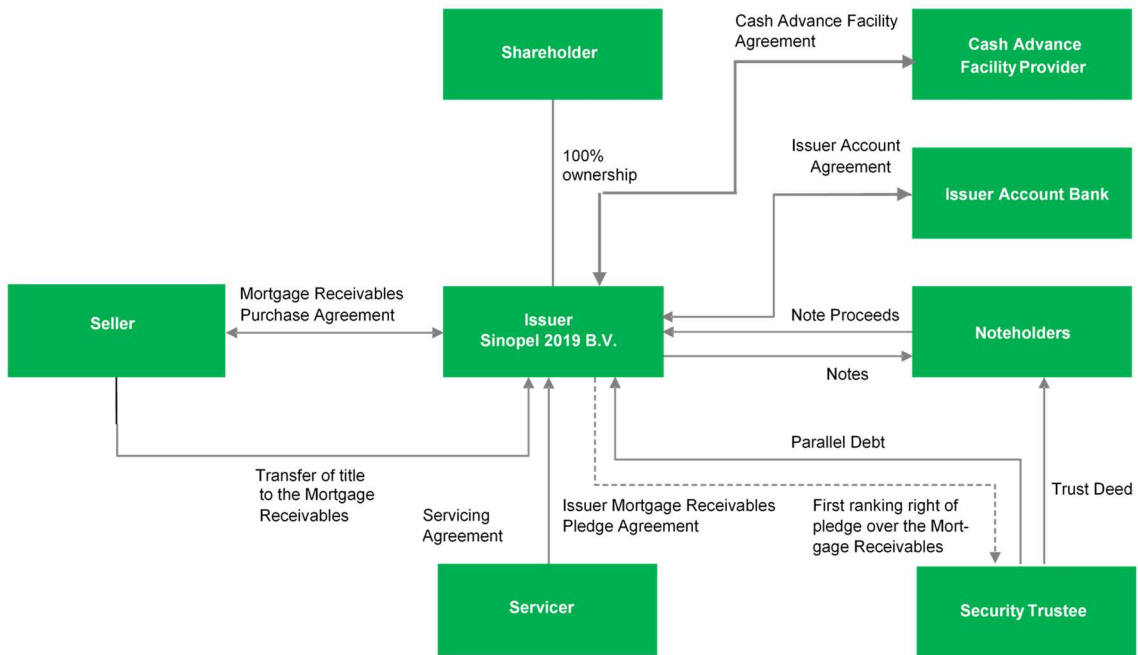 Cash Advance Facility
Agreement
Shareholder
Cash Advance
Facility Provider
100%
ownership
Issuer Account
Agreement
Issuer Account Bank
Mortgage Receivables
Purchase Agreement
Seller
Issuer
Sinopel 2019 B.V.
Note Proceeds
Noteholders
Notes
Parallel Debt
Transfer of title
to the Mortgage
Receivables
Servicing
Agreement
Issuer Mortgage Receivables
Pledge Agreement
First ranking right of
pledge over the Mort-
gage Receivables
Trust Deed
Servicer
Security Trustee